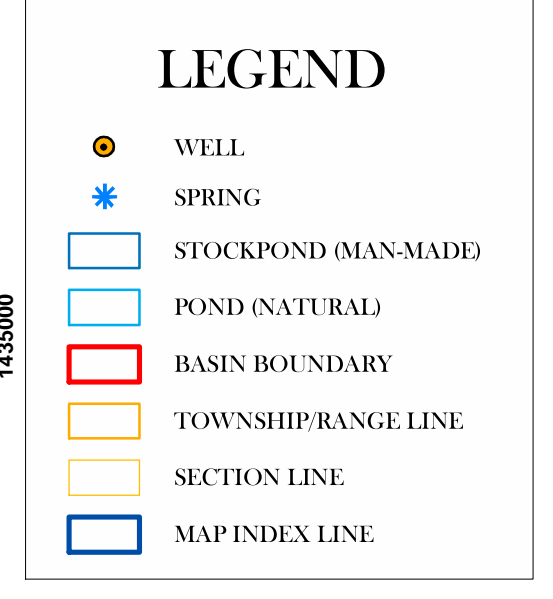 LEGEND
WELL
SPRING
STOCKPOND (MAN-MADE)
POND (NATURAL)
BASIN BOUNDARY
TOWNSHIP/RANGE LINE
SECTION LINE
MAP INDEX LINE
1435000